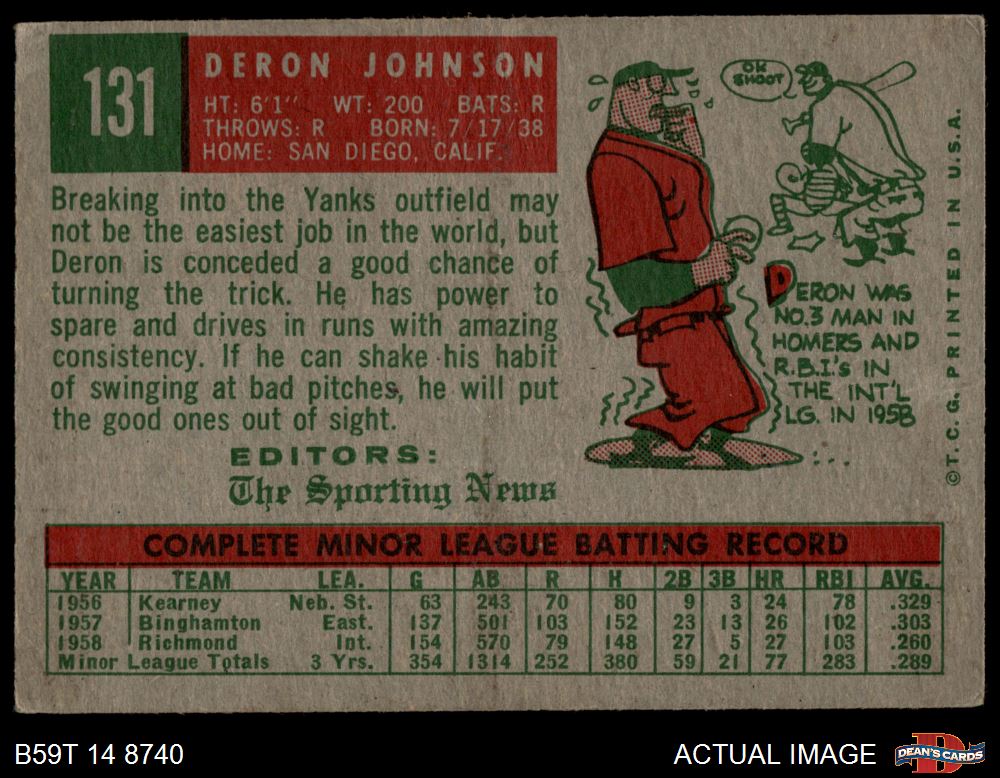 131
DERON JOHNSON
HT: 6'1" WT: 200 BATS: R
THROWS: R BORN: 7/17/38
HOME: SAN DIEGO, CALIF.
Breaking into the Yanks outfield may
not be the easiest job in the world, but
Deron is conceded a good chance of
turning the trick. He has power to
spare and drives in runs with amazing
consistency. If he can shake his habit
of swinging at bad pitches, he will put
the good ones out of sight.
EDITORS:
The Sporting News
OK
SHOOT
DERON WAS
NO.3 MAN IN
HOMERS AND
R.B.I.'s IN
THE INT'L
LG. IN 1958
©T.C.G. PRINTED IN U.S.A.
COMPLETE MINOR LEAGUE BATTING RECORD
YEAR TEAM LEA. G AB R H 2B 3B HR RBI AVG.
1956 Kearney Neb. St. 63 243 70 80 9 3 24 78 .329
1957 Binghamton East. 137 501 103 152 23 13 26 102 .303
1958 Richmond Int. 154 570 79 148 27 5 27 103 .260
Minor League Totals 3 Yrs. 354 1314 252 380 59 21 77 283 .289
B59T 14 8740
ACTUAL IMAGE
DEAN'S CARDS